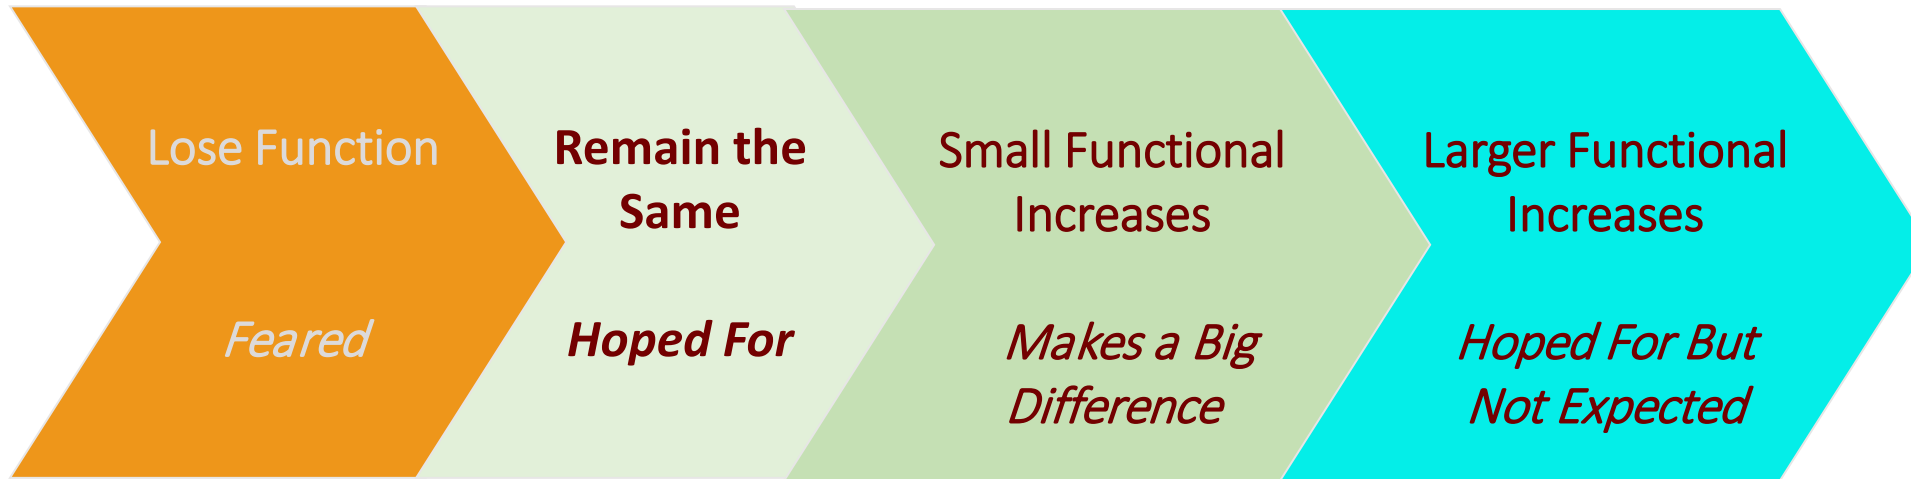 Lose Function
Feared
Remain the
Same
Hoped For
Small Functional
Increases
Makes a Big
Difference
Larger Functional
Increases
Hoped For But
Not Expected